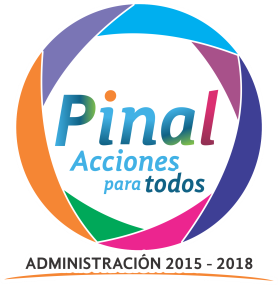 Pinal
Acciones
para todos
ADMINISTRACIÓN 2015 - 2018